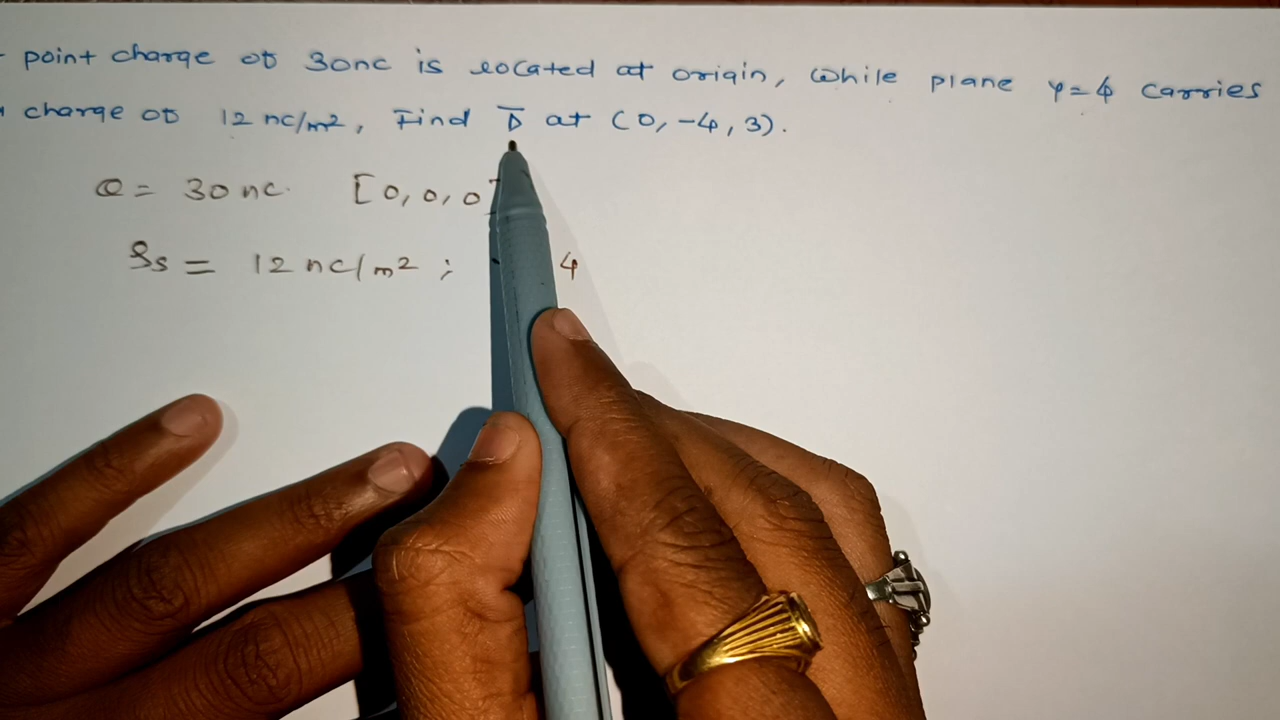 point charge of 30nc is located at origin, while plane y=4 carries
charge of 12 nc/m², Find D̅ at (0, -4, 3).
Q = 30 nc. [0, 0, 0]
ρs = 12 nc/m² ; 4